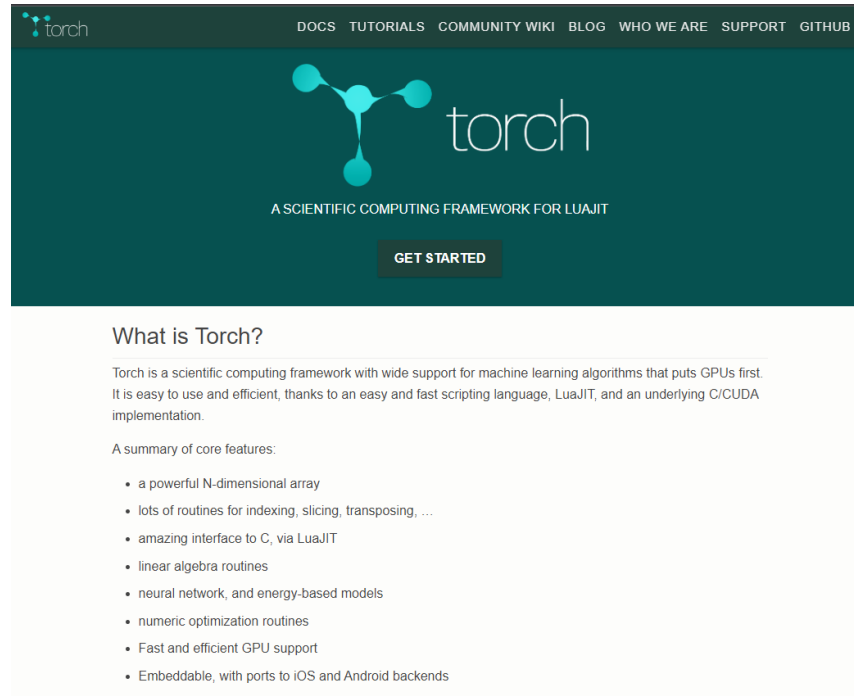 torch
DOCS TUTORIALS COMMUNITY WIKI BLOG WHO WE ARE SUPPORT GITHUB
torch
A SCIENTIFIC COMPUTING FRAMEWORK FOR LUAJIT
GET STARTED
What is Torch?
Torch is a scientific computing framework with wide support for machine learning algorithms that puts GPUs first.
It is easy to use and efficient, thanks to an easy and fast scripting language, LuaJIT, and an underlying C/CUDA
implementation.
A summary of core features:
• a powerful N-dimensional array
• lots of routines for indexing, slicing, transposing, …
• amazing interface to C, via LuaJIT
• linear algebra routines
• neural network, and energy-based models
• numeric optimization routines
• Fast and efficient GPU support
• Embeddable, with ports to iOS and Android backends